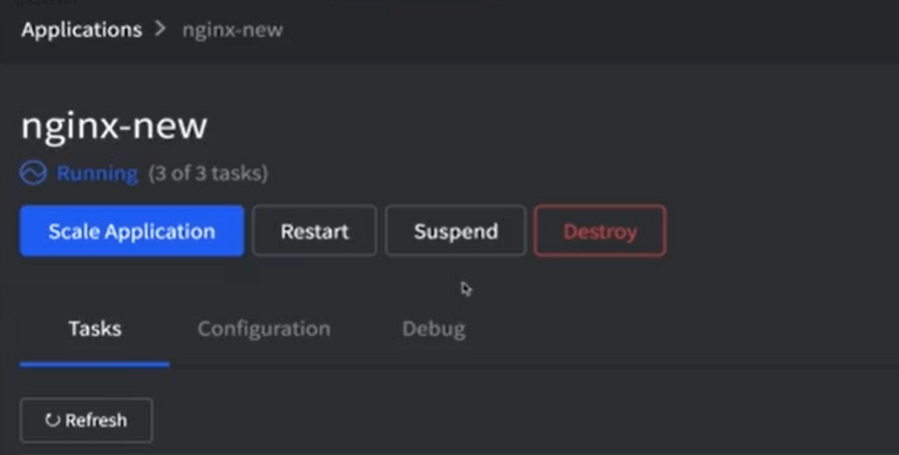 Applications > nginx-new
nginx-new
Running (3 of 3 tasks)
Scale Application Restart Suspend Destroy
Tasks Configuration Debug
Refresh